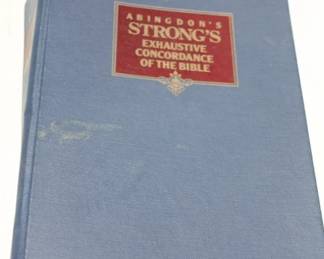 ABINGDON'S
STRONG'S
EXHAUSTIVE
CONCORDANCE
OF THE BIBLE